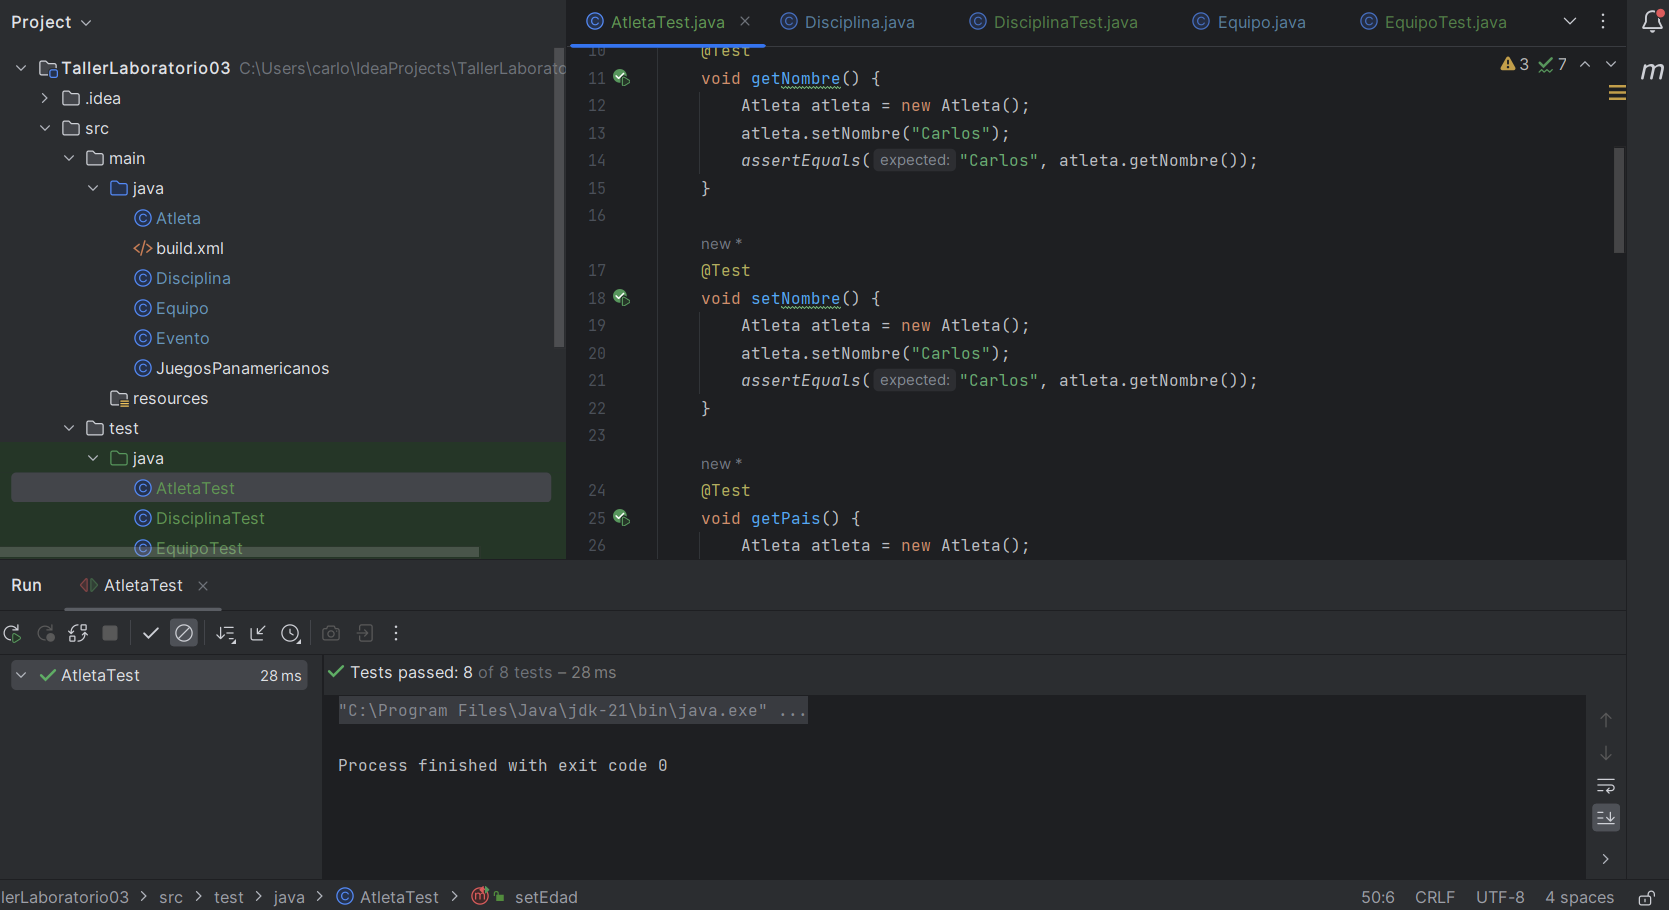 Project
TallerLaboratorio03 C:\Users\carlo\IdeaProjects\TallerLaborato
.idea
src
main
java
Atleta
build.xml
Disciplina
Equipo
Evento
JuegosPanamericanos
resources
test
java
AtletaTest
DisciplinaTest
EquipoTest
AtletaTest.java Disciplina.java DisciplinaTest.java Equipo.java EquipoTest.java
3 7
m
10 @Test
11 void getNombre() {
12 Atleta atleta = new Atleta();
13 atleta.setNombre("Carlos");
14 assertEquals( expected: "Carlos", atleta.getNombre());
15 }
16
new *
17 @Test
18 void setNombre() {
19 Atleta atleta = new Atleta();
20 atleta.setNombre("Carlos");
21 assertEquals( expected: "Carlos", atleta.getNombre());
22 }
23
new *
24 @Test
25 void getPais() {
26 Atleta atleta = new Atleta();
Run AtletaTest
AtletaTest 28 ms
Tests passed: 8 of 8 tests – 28 ms
"C:\Program Files\Java\jdk-21\bin\java.exe" ...
Process finished with exit code 0
lerLaboratorio03 > src > test > java > AtletaTest > setEdad
50:6 CRLF UTF-8 4 spaces